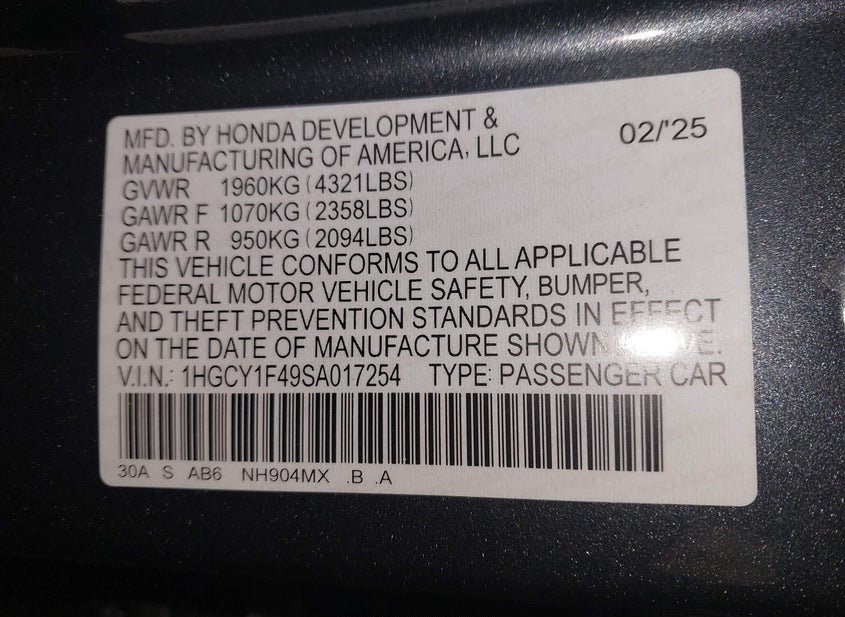 MFD. BY HONDA DEVELOPMENT & 02/'25
MANUFACTURING OF AMERICA, LLC
GVWR 1960KG (4321LBS)
GAWR F 1070KG (2358LBS)
GAWR R 950KG (2094LBS)
THIS VEHICLE CONFORMS TO ALL APPLICABLE
FEDERAL MOTOR VEHICLE SAFETY, BUMPER,
AND THEFT PREVENTION STANDARDS IN EFFECT
ON THE DATE OF MANUFACTURE SHOWN
V.I.N.: 1HGCY1F49SA017254 TYPE: PASSENGER CAR
30A S AB6 NH904MX .B .A